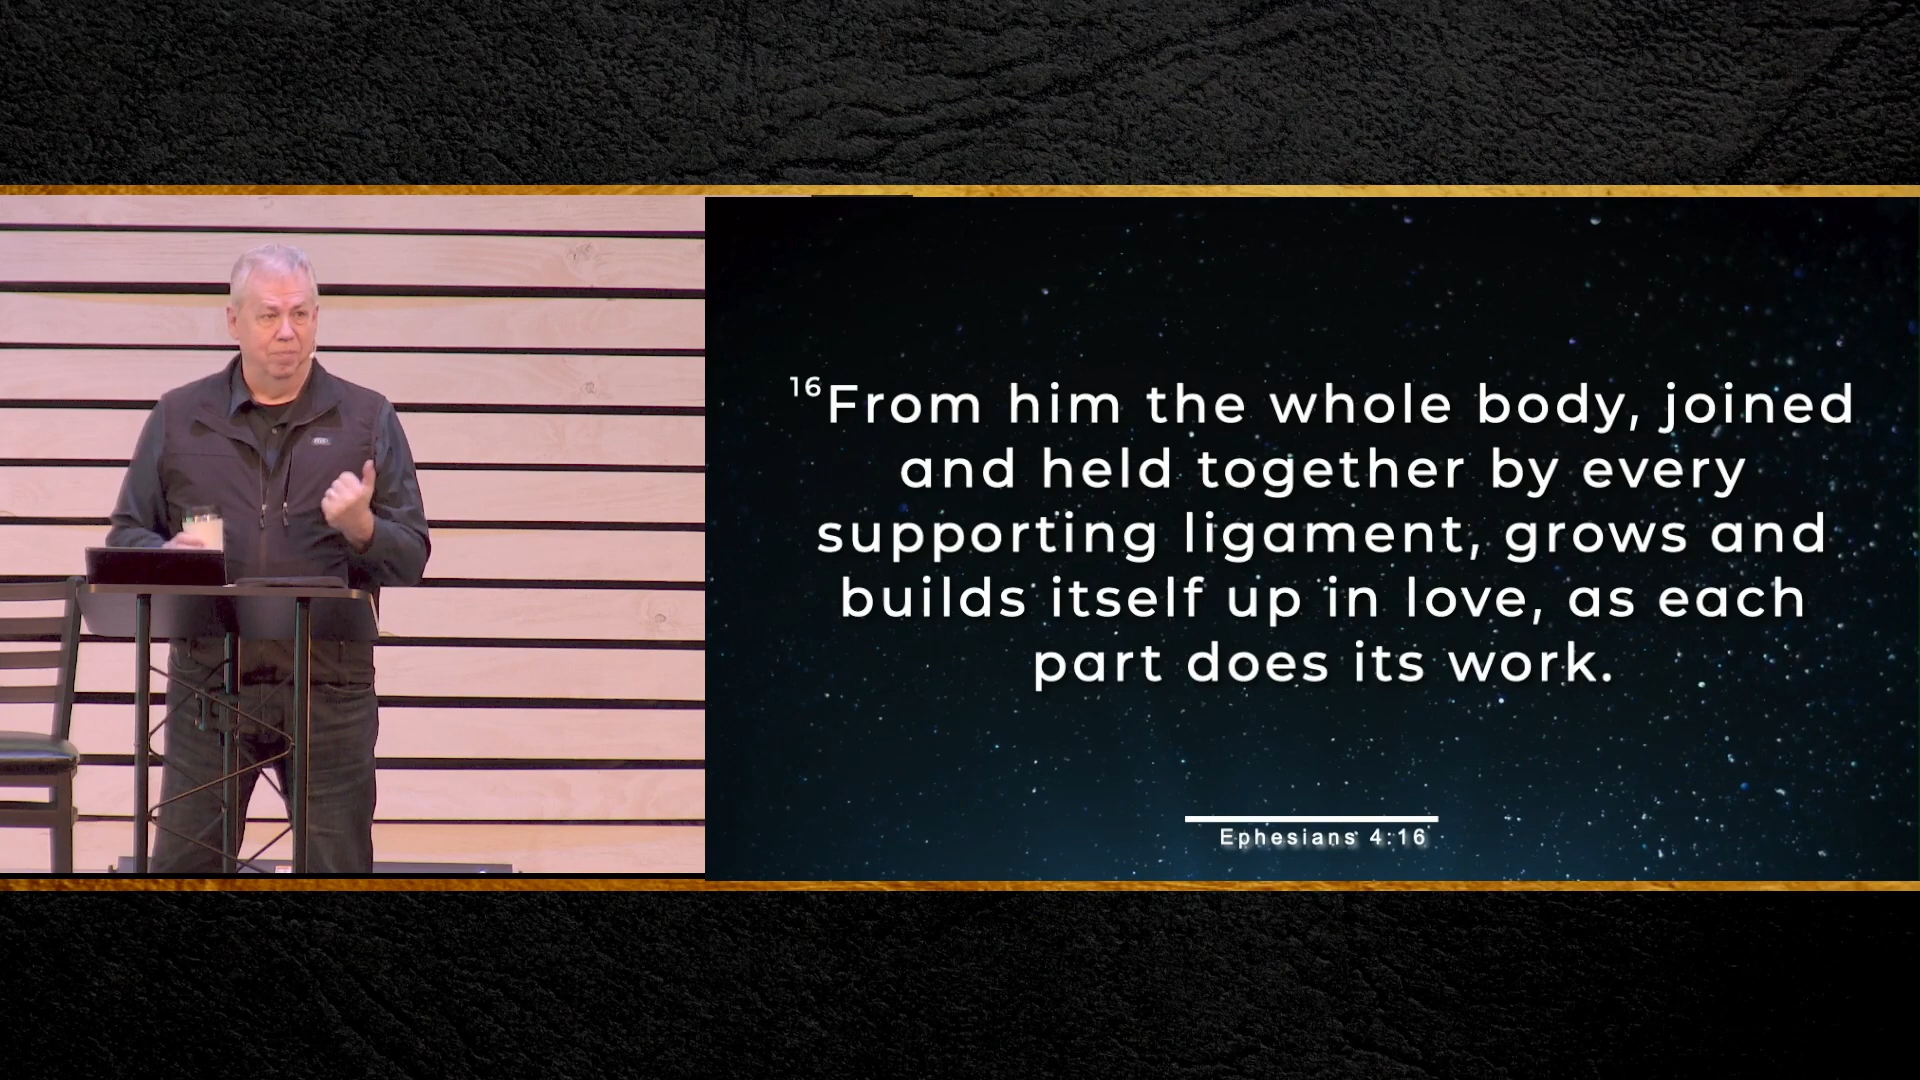 16From him the whole body, joined
and held together by every
supporting ligament, grows and
builds itself up in love, as each
part does its work.
Ephesians 4:16